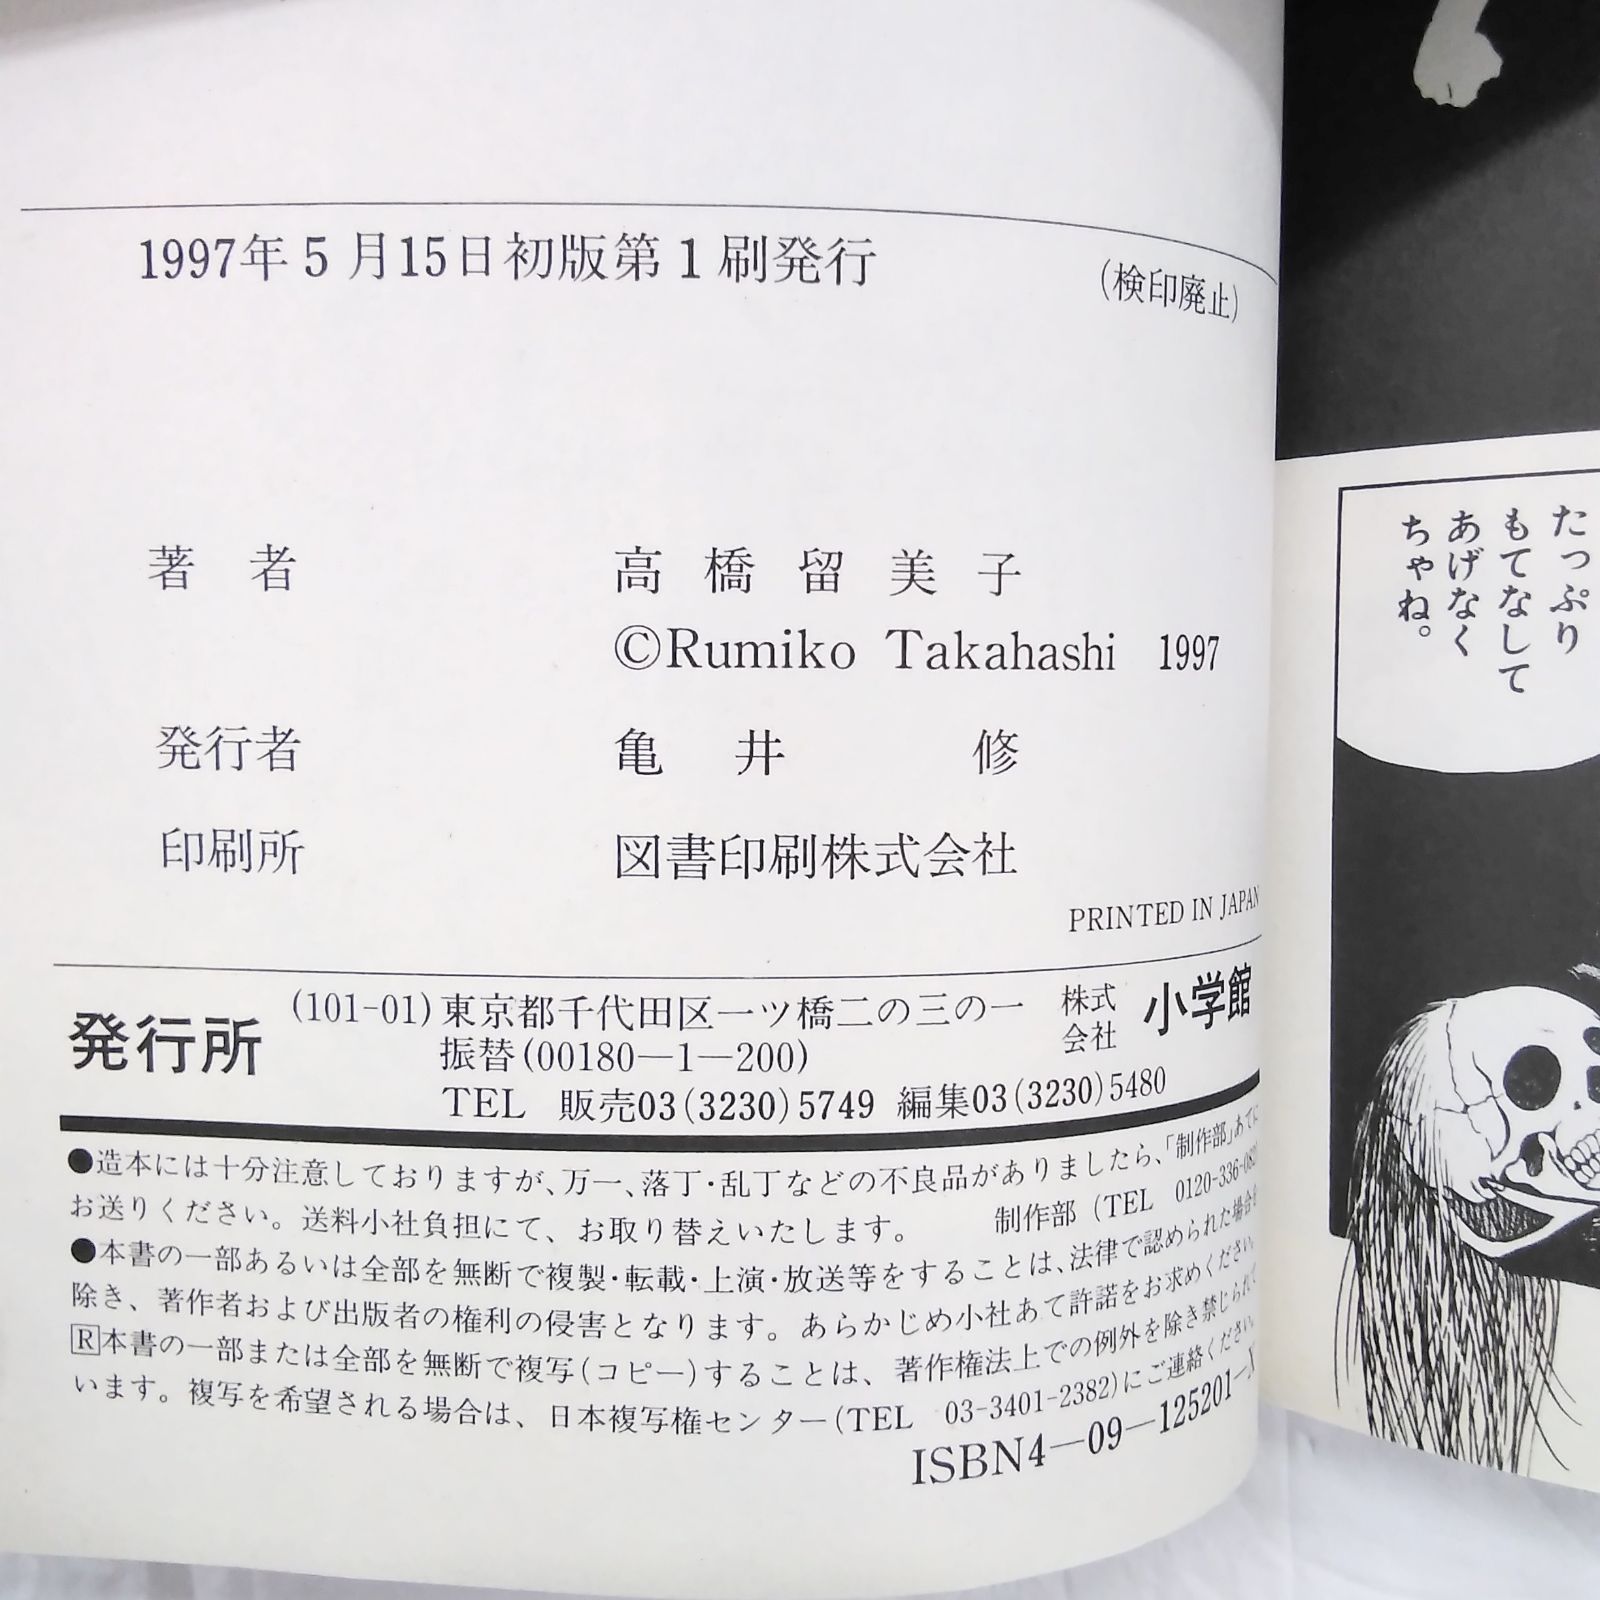 1997年5月15日初版第1刷発行
(検印廃止)
著者 高橋留美子
©Rumiko Takahashi 1997
発行者 亀井 修
印刷所 図書印刷株式会社
PRINTED IN JAPAN
発行所 (101-01)東京都千代田区一ツ橋二の三の一 株式会社 小学館
振替(00180—1—200)
TEL 販売03(3230)5749 編集03(3230)5480
●造本には十分注意しておりますが、万一、落丁・乱丁などの不良品がありましたら、「制作部」あてに
お送りください。送料小社負担にて、お取り替えいたします。 制作部(TEL 0120-336-082
●本書の一部あるいは全部を無断で複製・転載・上演・放送等をすることは、法律で認められた場合を
除き、著作者および出版者の権利の侵害となります。あらかじめ小社あて許諾をお求めください。
R本書の一部または全部を無断で複写(コピー)することは、著作権法上での例外を除き禁じられて
います。複写を希望される場合は、日本複写権センター(TEL 03-3401-2382)にご連絡ください。
ISBN4—09—125201—X
たっぷり
もてなして
あげなく
ちゃね。